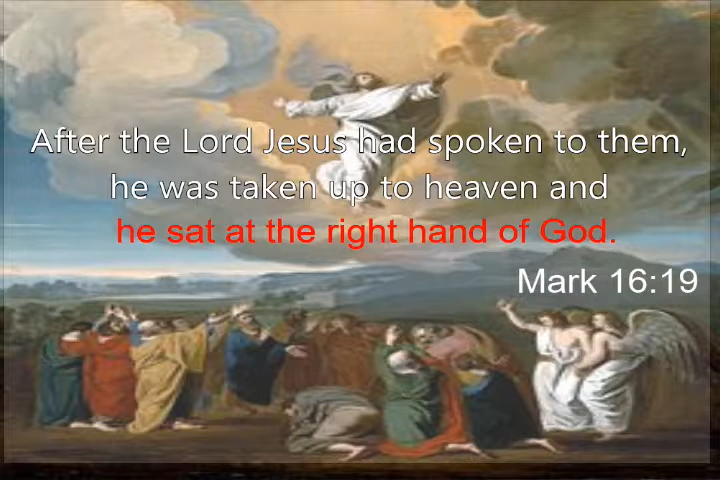 After the Lord Jesus had spoken to them,
he was taken up to heaven and
he sat at the right hand of God.
Mark 16:19